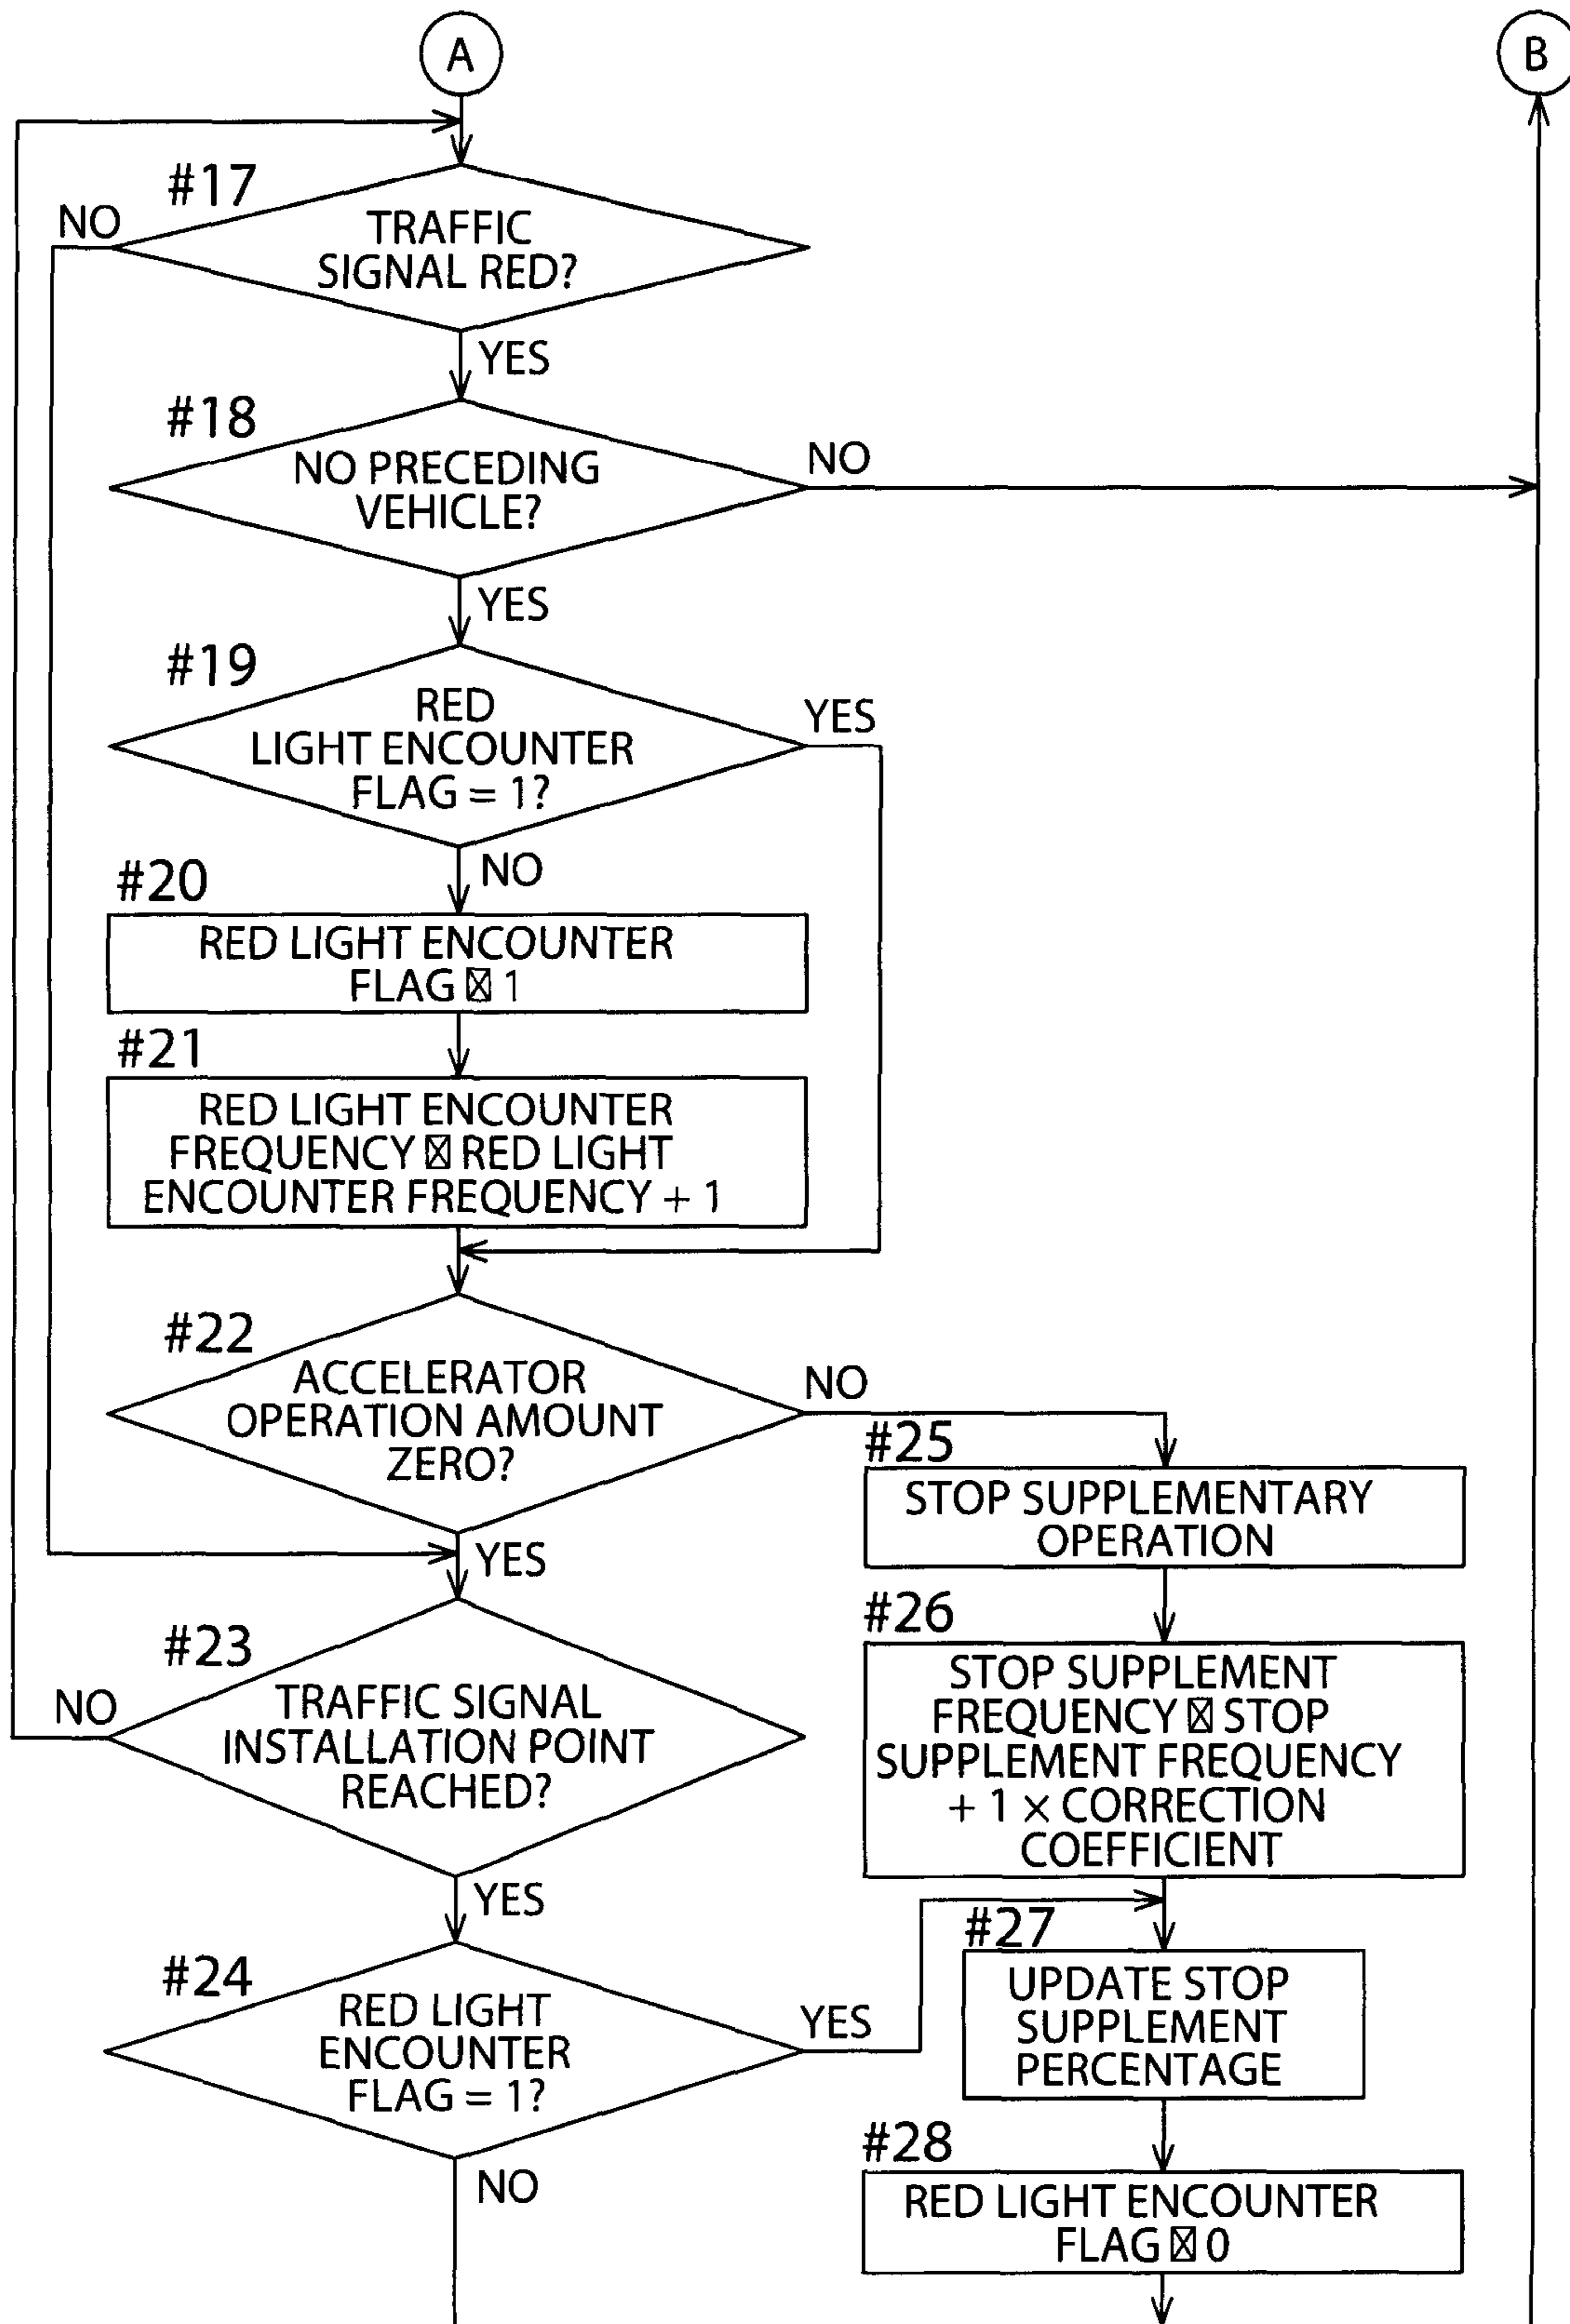 A
B
#17
NO
TRAFFIC
SIGNAL RED?
YES
#18
NO PRECEDING
VEHICLE?
NO
YES
#19
RED
LIGHT ENCOUNTER
FLAG = 1?
YES
NO
#20
RED LIGHT ENCOUNTER
FLAG ☒ 1
#21
RED LIGHT ENCOUNTER
FREQUENCY ☒ RED LIGHT
ENCOUNTER FREQUENCY + 1
#22
ACCELERATOR
OPERATION AMOUNT
ZERO?
NO
YES
#25
STOP SUPPLEMENTARY
OPERATION
#26
STOP SUPPLEMENT
FREQUENCY ☒ STOP
SUPPLEMENT FREQUENCY
+ 1 × CORRECTION
COEFFICIENT
#23
NO
TRAFFIC SIGNAL
INSTALLATION POINT
REACHED?
YES
#24
RED LIGHT
ENCOUNTER
FLAG = 1?
YES
NO
#27
UPDATE STOP
SUPPLEMENT
PERCENTAGE
#28
RED LIGHT ENCOUNTER
FLAG ☒ 0